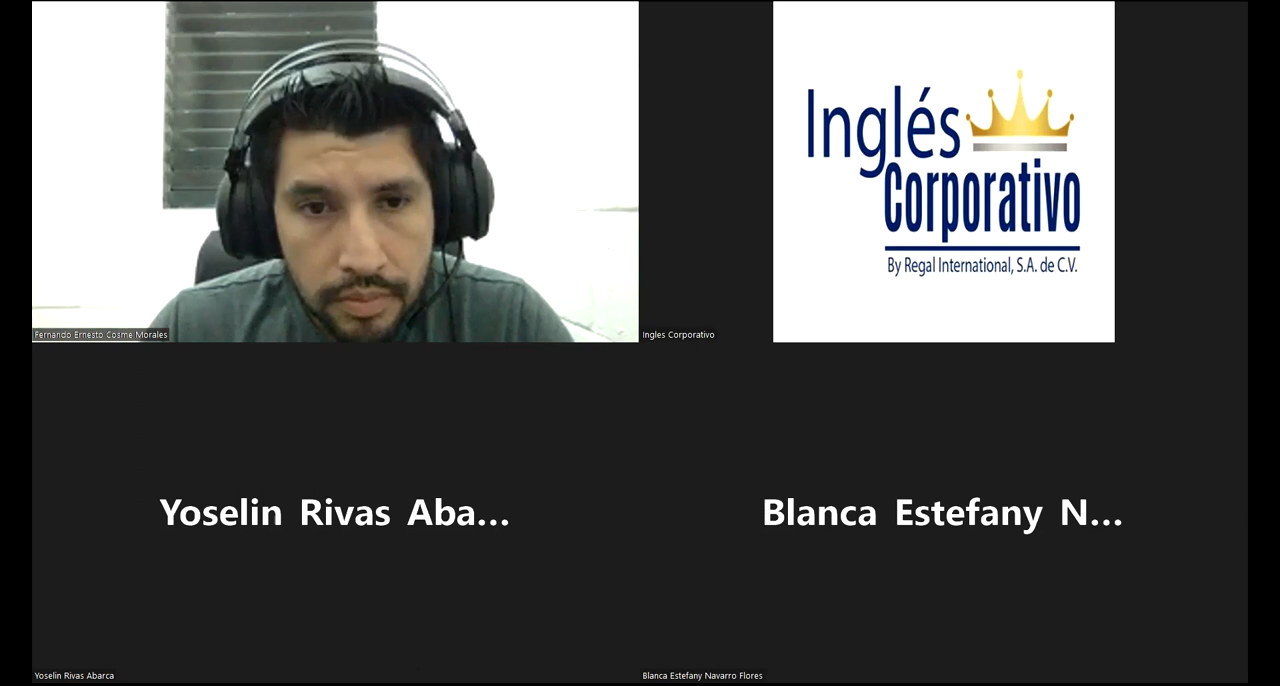 Fernando Ernesto Cosme Morales
Inglés
Corporativo
By Regal International, S.A. de C.V.
Ingles Corporativo
Yoselin Rivas Aba...
Blanca Estefany N...
Yoselin Rivas Abarca
Blanca Estefany Navarro Flores